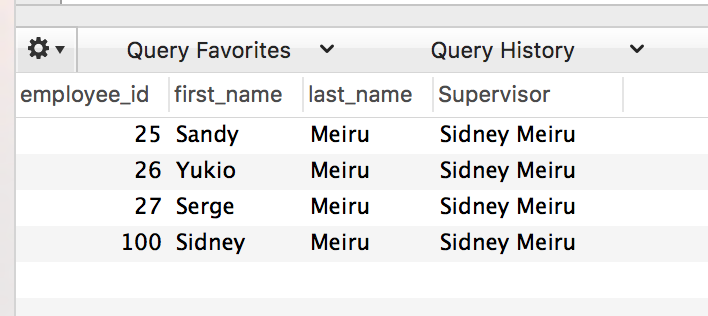 Query Favorites Query History
employee_id first_name last_name Supervisor
25 Sandy Meiru Sidney Meiru
26 Yukio Meiru Sidney Meiru
27 Serge Meiru Sidney Meiru
100 Sidney Meiru Sidney Meiru